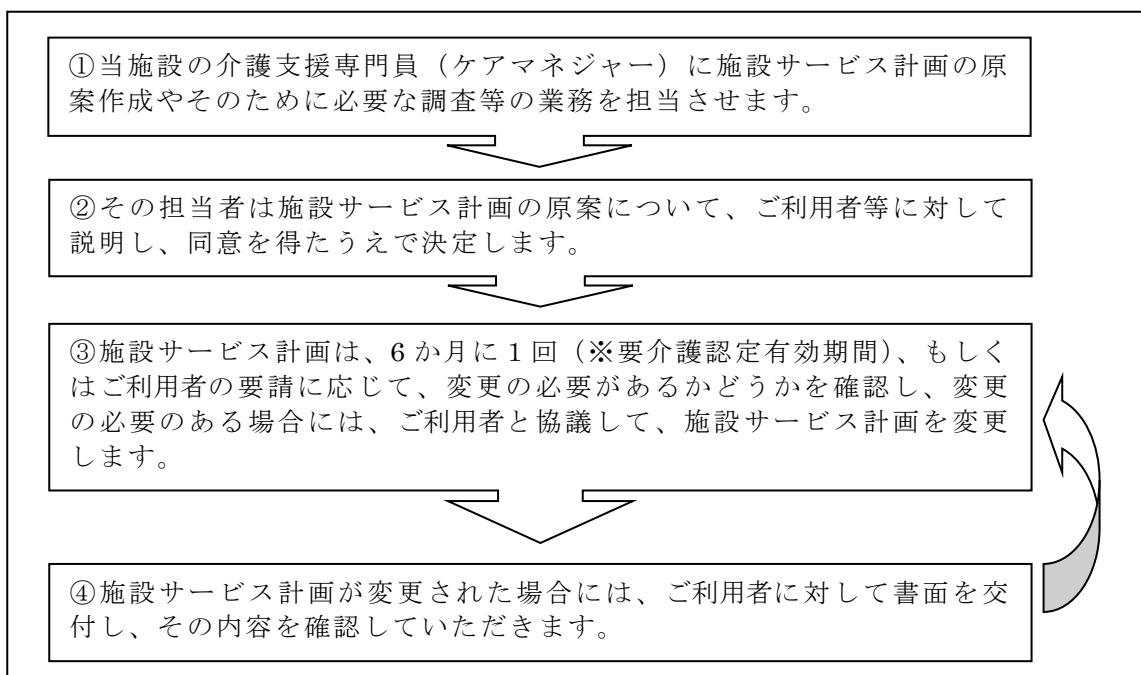 ①当施設の介護支援専門員（ケアマネジャー）に施設サービス計画の原
案作成やそのために必要な調査等の業務を担当させます。
②その担当者は施設サービス計画の原案について、ご利用者等に対して
説明し、同意を得たうえで決定します。
③施設サービス計画は、6 か月に 1 回（※要介護認定有効期間）、もしく
はご利用者の要請に応じて、変更の必要があるかどうかを確認し、変更
の必要のある場合には、ご利用者と協議して、施設サービス計画を変更
します。
④施設サービス計画が変更された場合には、ご利用者に対して書面を交
付し、その内容を確認していただきます。